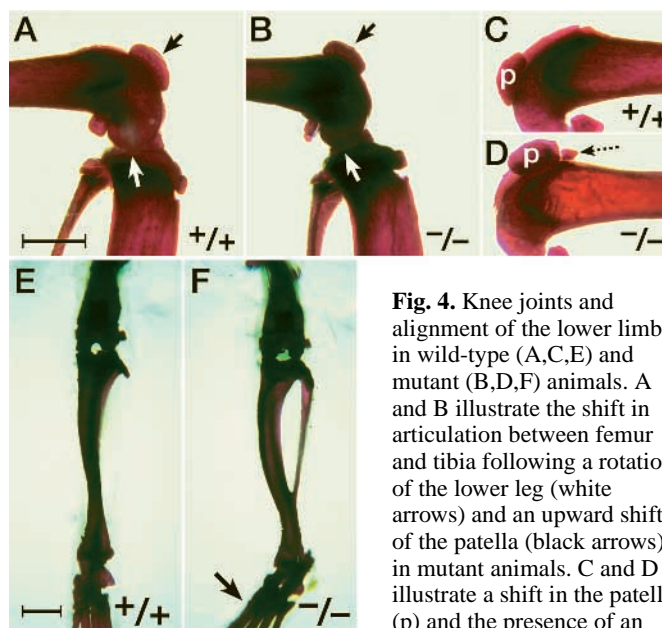 A
+/+
B
−/−
C
p
+/+
D
p
−/−
E
+/+
F
−/−
Fig. 4. Knee joints and
alignment of the lower limb
in wild-type (A,C,E) and
mutant (B,D,F) animals. A
and B illustrate the shift in
articulation between femur
and tibia following a rotatio
of the lower leg (white
arrows) and an upward shift
of the patella (black arrows)
in mutant animals. C and D
illustrate a shift in the patell
(p) and the presence of an